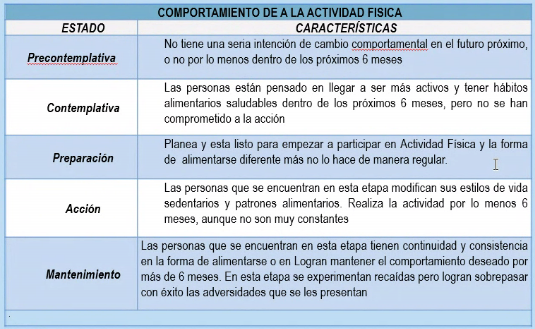 COMPORTAMIENTO DE A LA ACTIVIDAD FISICA
ESTADO
CARACTERÍSTICAS
Precontemplativa
No tiene una seria intención de cambio comportamental en el futuro próximo,
o no por lo menos dentro de los próximos 6 meses
Contemplativa
Las personas están pensado en llegar a ser más activos y tener hábitos
alimentarios saludables dentro de los próximos 6 meses, pero no se han
comprometido a la acción
Preparación
Planea y esta listo para empezar a participar en Actividad Física y la forma
de alimentarse diferente más no lo hace de manera regular.
Acción
Las personas que se encuentran en esta etapa modifican sus estilos de vida
sedentarios y patrones alimentarios. Realiza la actividad por lo menos 6
meses, aunque no son muy constantes
Mantenimiento
Las personas que se encuentran en esta etapa tienen continuidad y consistencia
en la forma de alimentarse o en Logran mantener el comportamiento deseado por
más de 6 meses. En esta etapa se experimentan recaídas pero logran sobrepasar
con éxito las adversidades que se les presentan